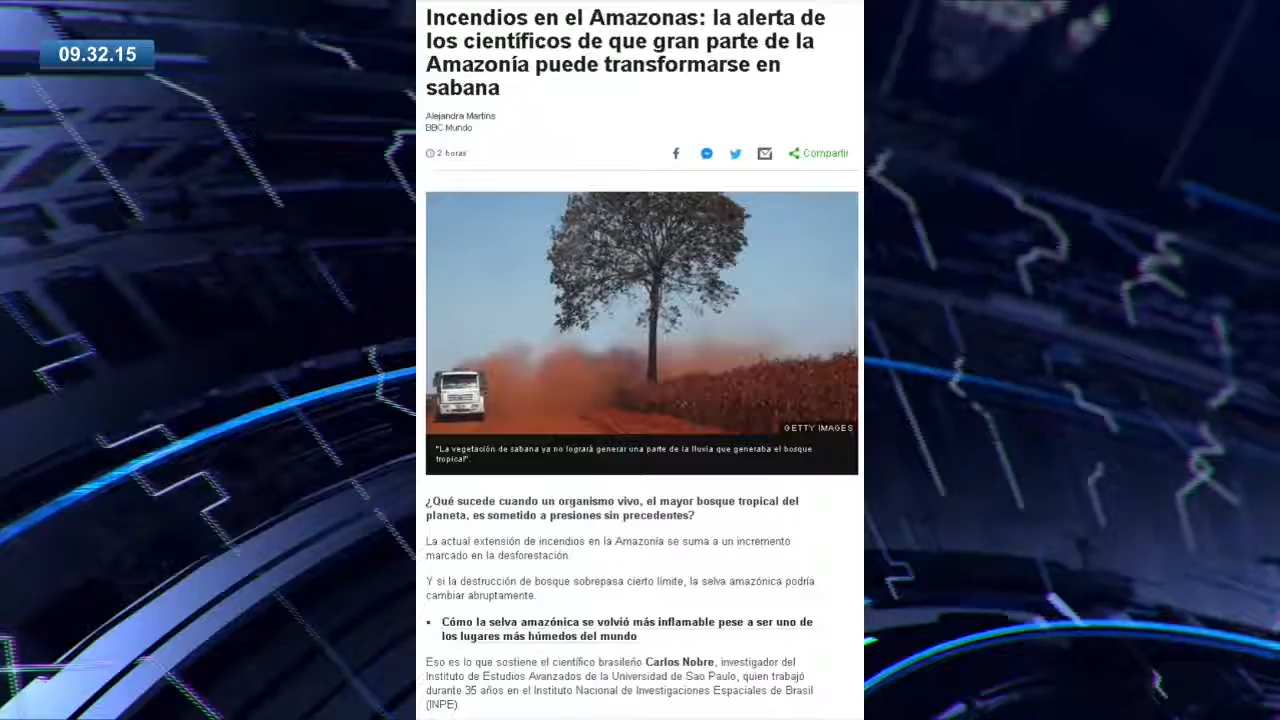 09.32.15
Incendios en el Amazonas: la alerta de
los científicos de que gran parte de la
Amazonía puede transformarse en
sabana
Alejandra Martins
BBC Mundo
2 horas
Compartir
GETTY IMAGES
"La vegetación de sabana ya no logrará generar una parte de la lluvia que generaba el bosque
tropical".
¿Qué sucede cuando un organismo vivo, el mayor bosque tropical del
planeta, es sometido a presiones sin precedentes?
La actual extensión de incendios en la Amazonía se suma a un incremento
marcado en la desforestación.
Y si la destrucción de bosque sobrepasa cierto límite, la selva amazónica podría
cambiar abruptamente.
• Cómo la selva amazónica se volvió más inflamable pese a ser uno de
los lugares más húmedos del mundo
Eso es lo que sostiene el científico brasileño Carlos Nobre, investigador del
Instituto de Estudios Avanzados de la Universidad de Sao Paulo, quien trabajó
durante 35 años en el Instituto Nacional de Investigaciones Espaciales de Brasil
(INPE).